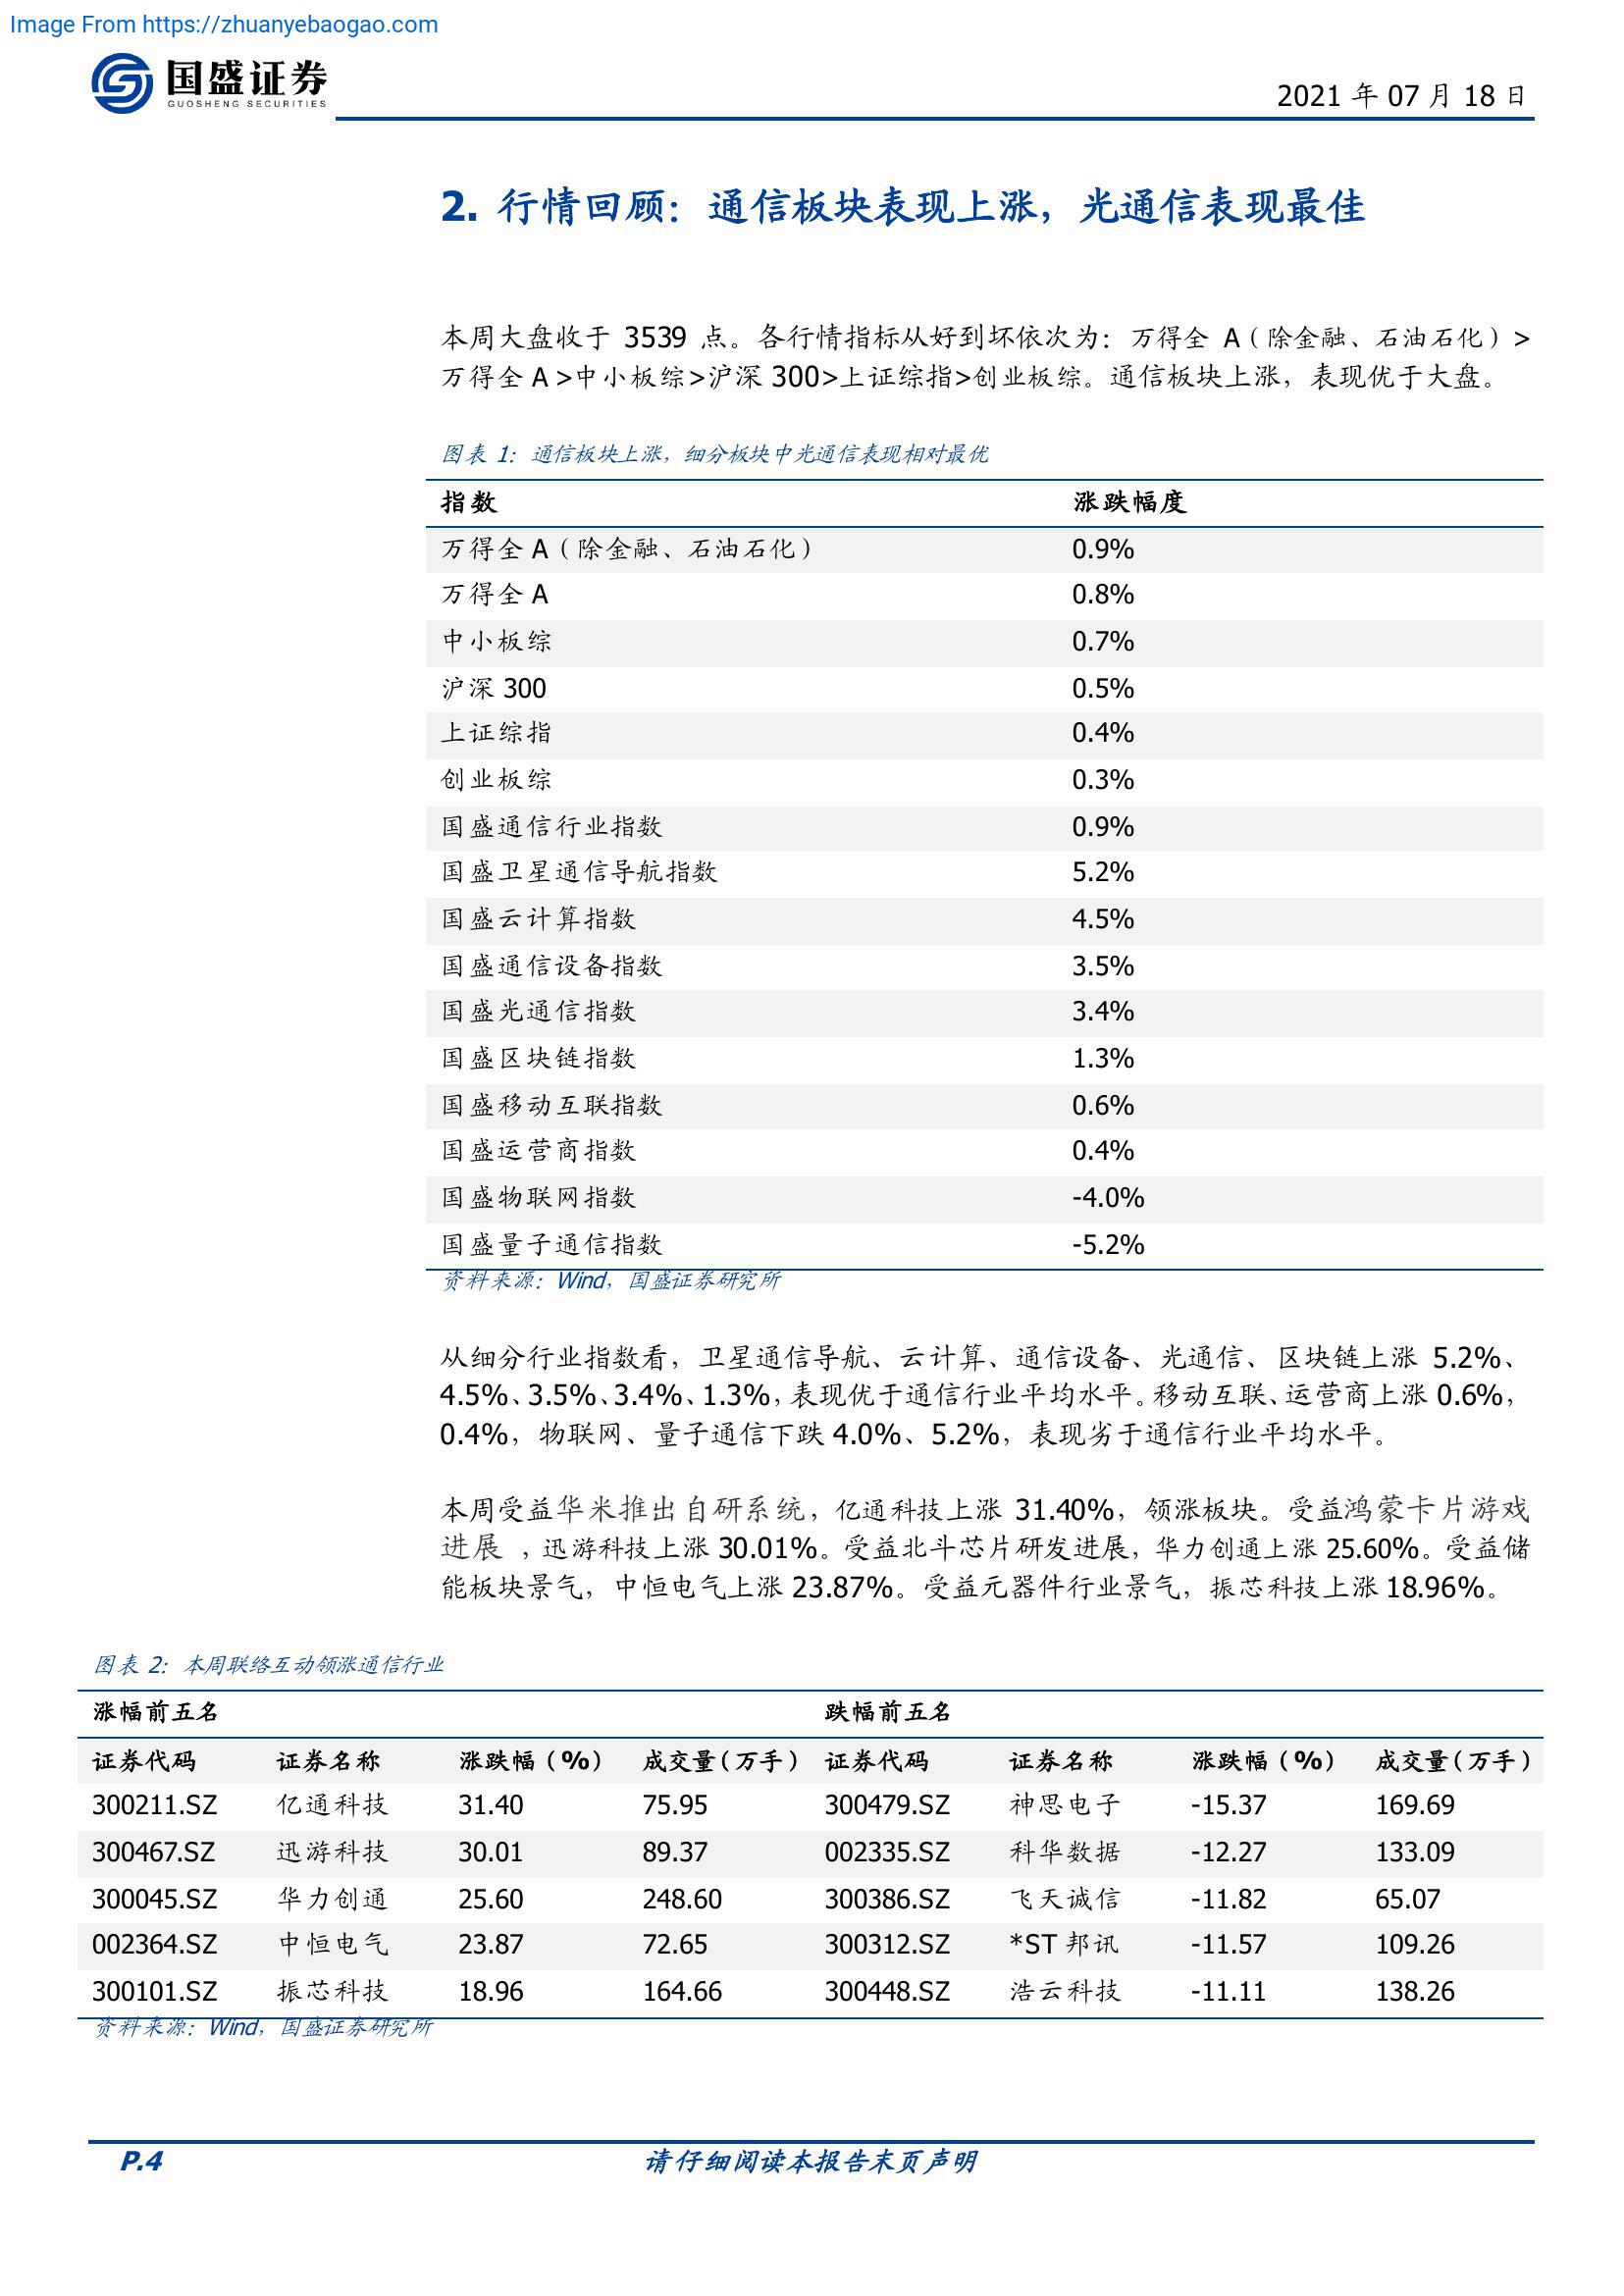 Image From https://zhuanyebaogao.com
国盛证券
GUOSHENG SECURITIES
2021 年 07 月 18 日
2. 行情回顾：通信板块表现上涨，光通信表现最佳
本周大盘收于 3539 点。各行情指标从好到坏依次为：万得全 A（除金融、石油石化）>
万得全 A >中小板综>沪深 300>上证综指>创业板综。通信板块上涨，表现优于大盘。
图表 1：通信板块上涨，细分板块中光通信表现相对最优
指数 涨跌幅度
万得全 A（除金融、石油石化） 0.9%
万得全 A 0.8%
中小板综 0.7%
沪深 300 0.5%
上证综指 0.4%
创业板综 0.3%
国盛通信行业指数 0.9%
国盛卫星通信导航指数 5.2%
国盛云计算指数 4.5%
国盛通信设备指数 3.5%
国盛光通信指数 3.4%
国盛区块链指数 1.3%
国盛移动互联指数 0.6%
国盛运营商指数 0.4%
国盛物联网指数 -4.0%
国盛量子通信指数 -5.2%
资料来源：Wind，国盛证券研究所
从细分行业指数看，卫星通信导航、云计算、通信设备、光通信、区块链上涨 5.2%、
4.5%、3.5%、3.4%、1.3%，表现优于通信行业平均水平。移动互联、运营商上涨 0.6%，
0.4%，物联网、量子通信下跌 4.0%、5.2%，表现劣于通信行业平均水平。
本周受益华米推出自研系统，亿通科技上涨 31.40%，领涨板块。受益鸿蒙卡片游戏
进展 ，迅游科技上涨 30.01%。受益北斗芯片研发进展，华力创通上涨 25.60%。受益储
能板块景气，中恒电气上涨 23.87%。受益元器件行业景气，振芯科技上涨 18.96%。
图表 2：本周联络互动领涨通信行业
涨幅前五名 跌幅前五名
证券代码 证券名称 涨跌幅（%） 成交量（万手） 证券代码 证券名称 涨跌幅（%） 成交量（万手）
300211.SZ 亿通科技 31.40 75.95 300479.SZ 神思电子 -15.37 169.69
300467.SZ 迅游科技 30.01 89.37 002335.SZ 科华数据 -12.27 133.09
300045.SZ 华力创通 25.60 248.60 300386.SZ 飞天诚信 -11.82 65.07
002364.SZ 中恒电气 23.87 72.65 300312.SZ *ST 邦讯 -11.57 109.26
300101.SZ 振芯科技 18.96 164.66 300448.SZ 浩云科技 -11.11 138.26
资料来源：Wind，国盛证券研究所
P.4 请仔细阅读本报告末页声明